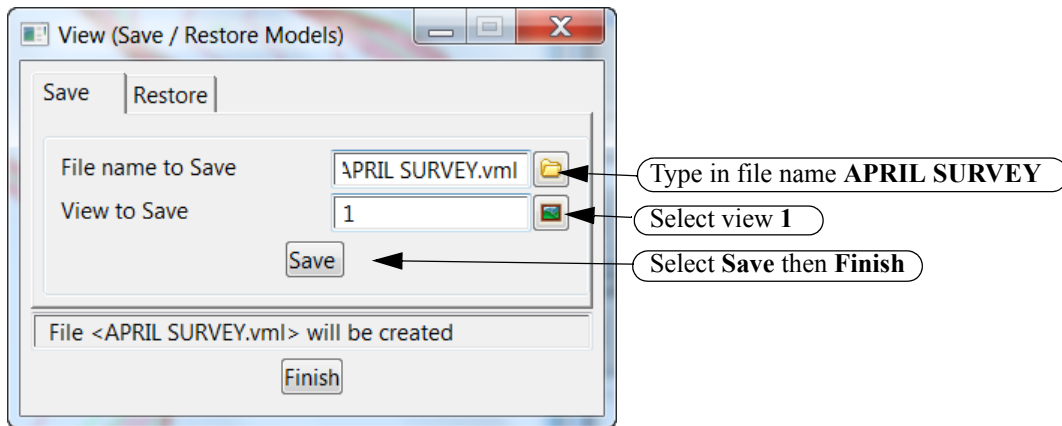 View (Save / Restore Models)
Save Restore
File name to Save APRIL SURVEY.vml
Type in file name APRIL SURVEY
View to Save 1
Select view 1
Save
Select Save then Finish
File <APRIL SURVEY.vml> will be created
Finish